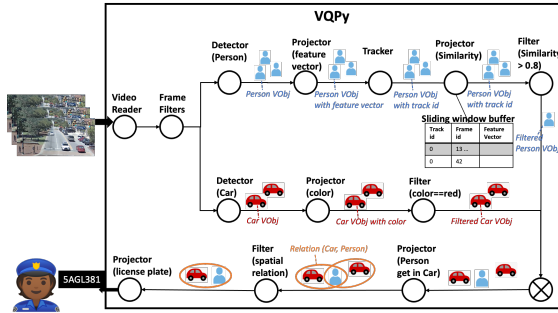 VQPy
Detector
(Person)
Projector
(feature
vector)
Tracker
Projector
(Similarity)
Filter
(Similarity
> 0.8)
Person VObj
Person VObj
with feature vector
Person VObj
with track id
Person VObj
with track id
Filtered
Person VObj
Video
Reader
Frame
Filters
Sliding window buffer
Track id
Frame id
Feature Vector
0
13 ...
0
42
Detector
(Car)
Projector
(color)
Filter
(color==red)
Car VObj
Car VObj with color
Filtered Car VObj
Projector
(license plate)
Filter
(spatial
relation)
Relation (Car, Person)
Projector
(Person
get in Car)
5AGL381